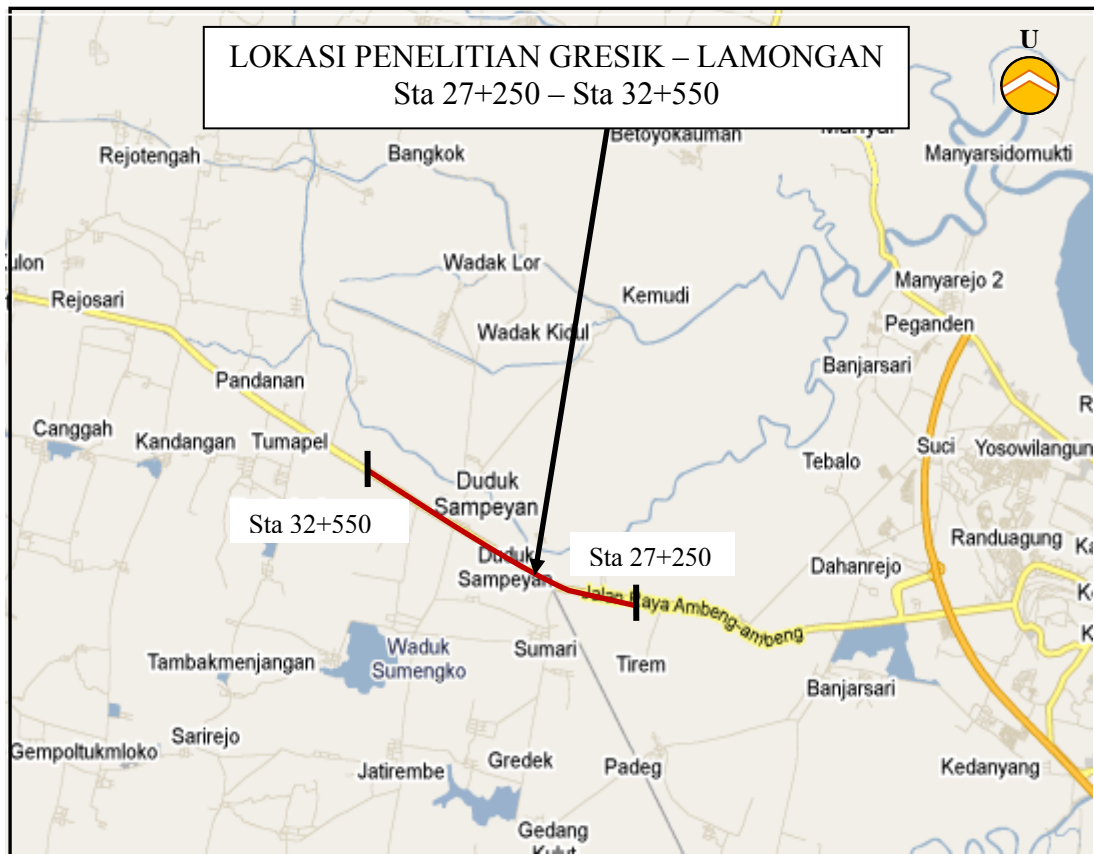 LOKASI PENELITIAN GRESIK – LAMONGAN
Sta 27+250 – Sta 32+550
U
Betoyokauman
Rejotengah
Bangkok
Manyarsidomukti
Wadak Lor
Rejosari
Kemudi
Manyarejo 2
Wadak Kidul
Peganden
Pandanan
Banjarsari
Canggah
Kandangan
Tumapel
Suci
Yosowilangun
Tebalo
Duduk
Sampeyan
Sta 32+550
Sta 27+250
Duduk
Sampeyan
Randuagung
Dahanrejo
Jalan Raya Ambeng-ambeng
Waduk
Sumengko
Sumari
Tirem
Tambakmenjangan
Banjarsari
Sarirejo
Gempoltukmloko
Jatirembe
Gredek
Padeg
Kedanyang
Gedang